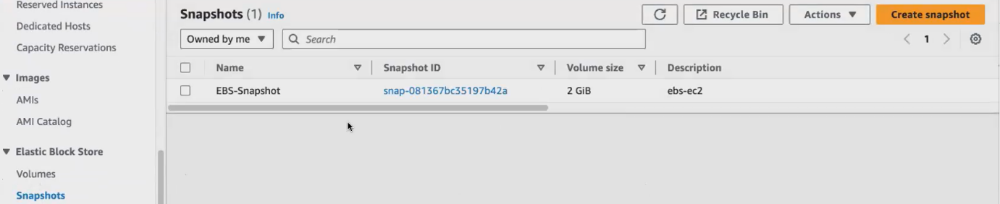 Reserved Instances
Dedicated Hosts
Capacity Reservations
Images
AMIs
AMI Catalog
Elastic Block Store
Volumes
Snapshots
Snapshots (1) Info
Recycle Bin
Actions
Create snapshot
Owned by me
Search
1
Name Snapshot ID Volume size Description
EBS-Snapshot snap-081367bc35197b42a 2 GiB ebs-ec2